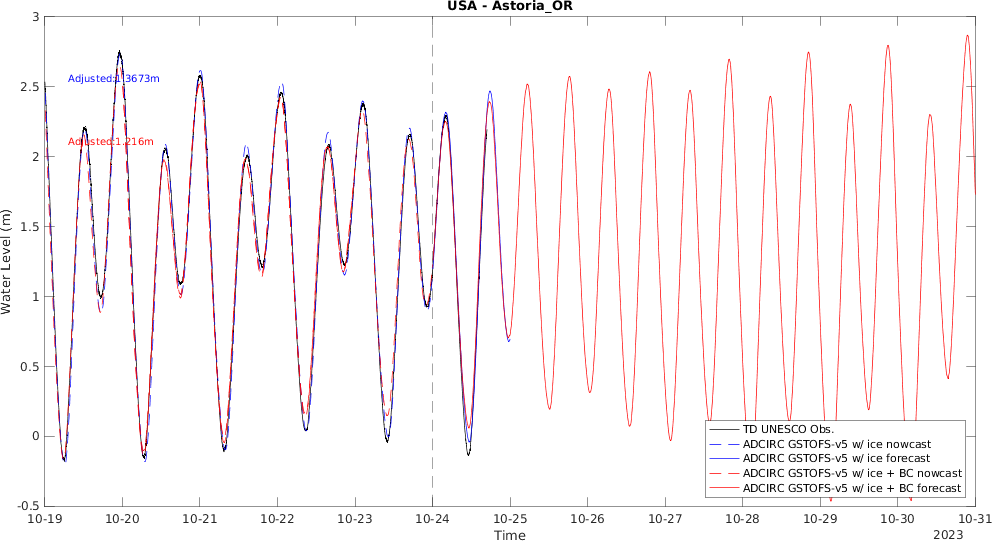 USA - Astoria_OR
3
2.5
2
1.5
1
0.5
0
-0.5
Water Level (m)
Adjusted:1.3673m
Adjusted:1.216m
TD UNESCO Obs.
ADCIRC GSTOFS-v5 w/ ice nowcast
ADCIRC GSTOFS-v5 w/ ice forecast
ADCIRC GSTOFS-v5 w/ ice + BC nowcast
ADCIRC GSTOFS-v5 w/ ice + BC forecast
10-19 10-20 10-21 10-22 10-23 10-24 10-25 10-26 10-27 10-28 10-29 10-30 10-31
Time
2023